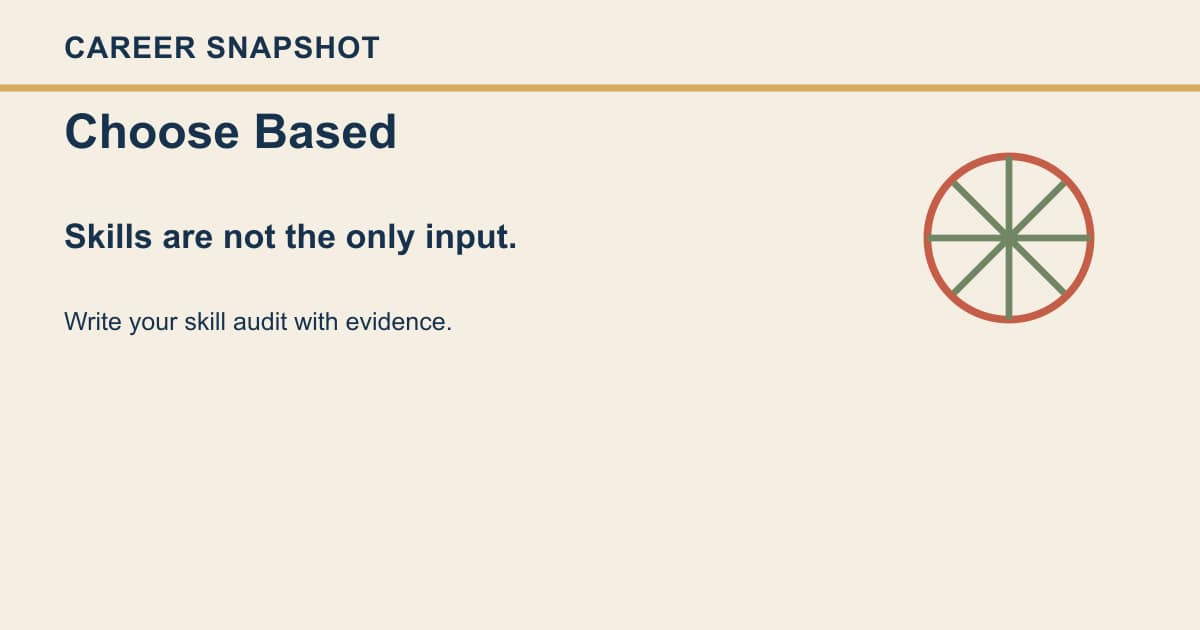 CAREER SNAPSHOT
Choose Based
Skills are not the only input.
Write your skill audit with evidence.